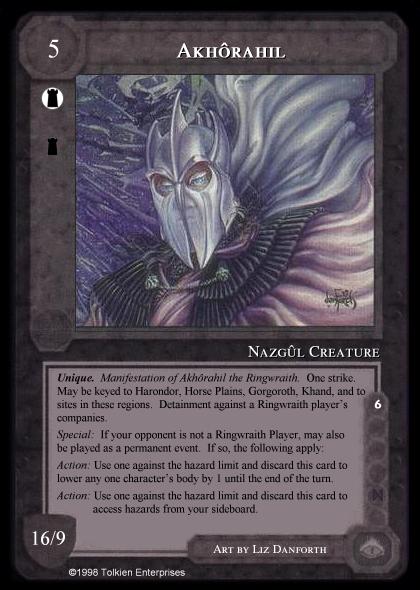 5
AKHÔRAHIL
danforth
NAZGÛL CREATURE
Unique. Manifestation of Akhôrahil the Ringwraith. One strike.
May be keyed to Harondor, Horse Plains, Gorgoroth, Khand, and to
sites in these regions. Detainment against a Ringwraith player's
companies.
6
Special: If your opponent is not a Ringwraith Player, may also
be played as a permanent event. If so, the following apply:
Action: Use one against the hazard limit and discard this card to
lower any one character's body by 1 until the end of the turn.
Action: Use one against the hazard limit and discard this card to
access hazards from your sideboard.
16/9
ART BY LIZ DANFORTH
©1998 Tolkien Enterprises